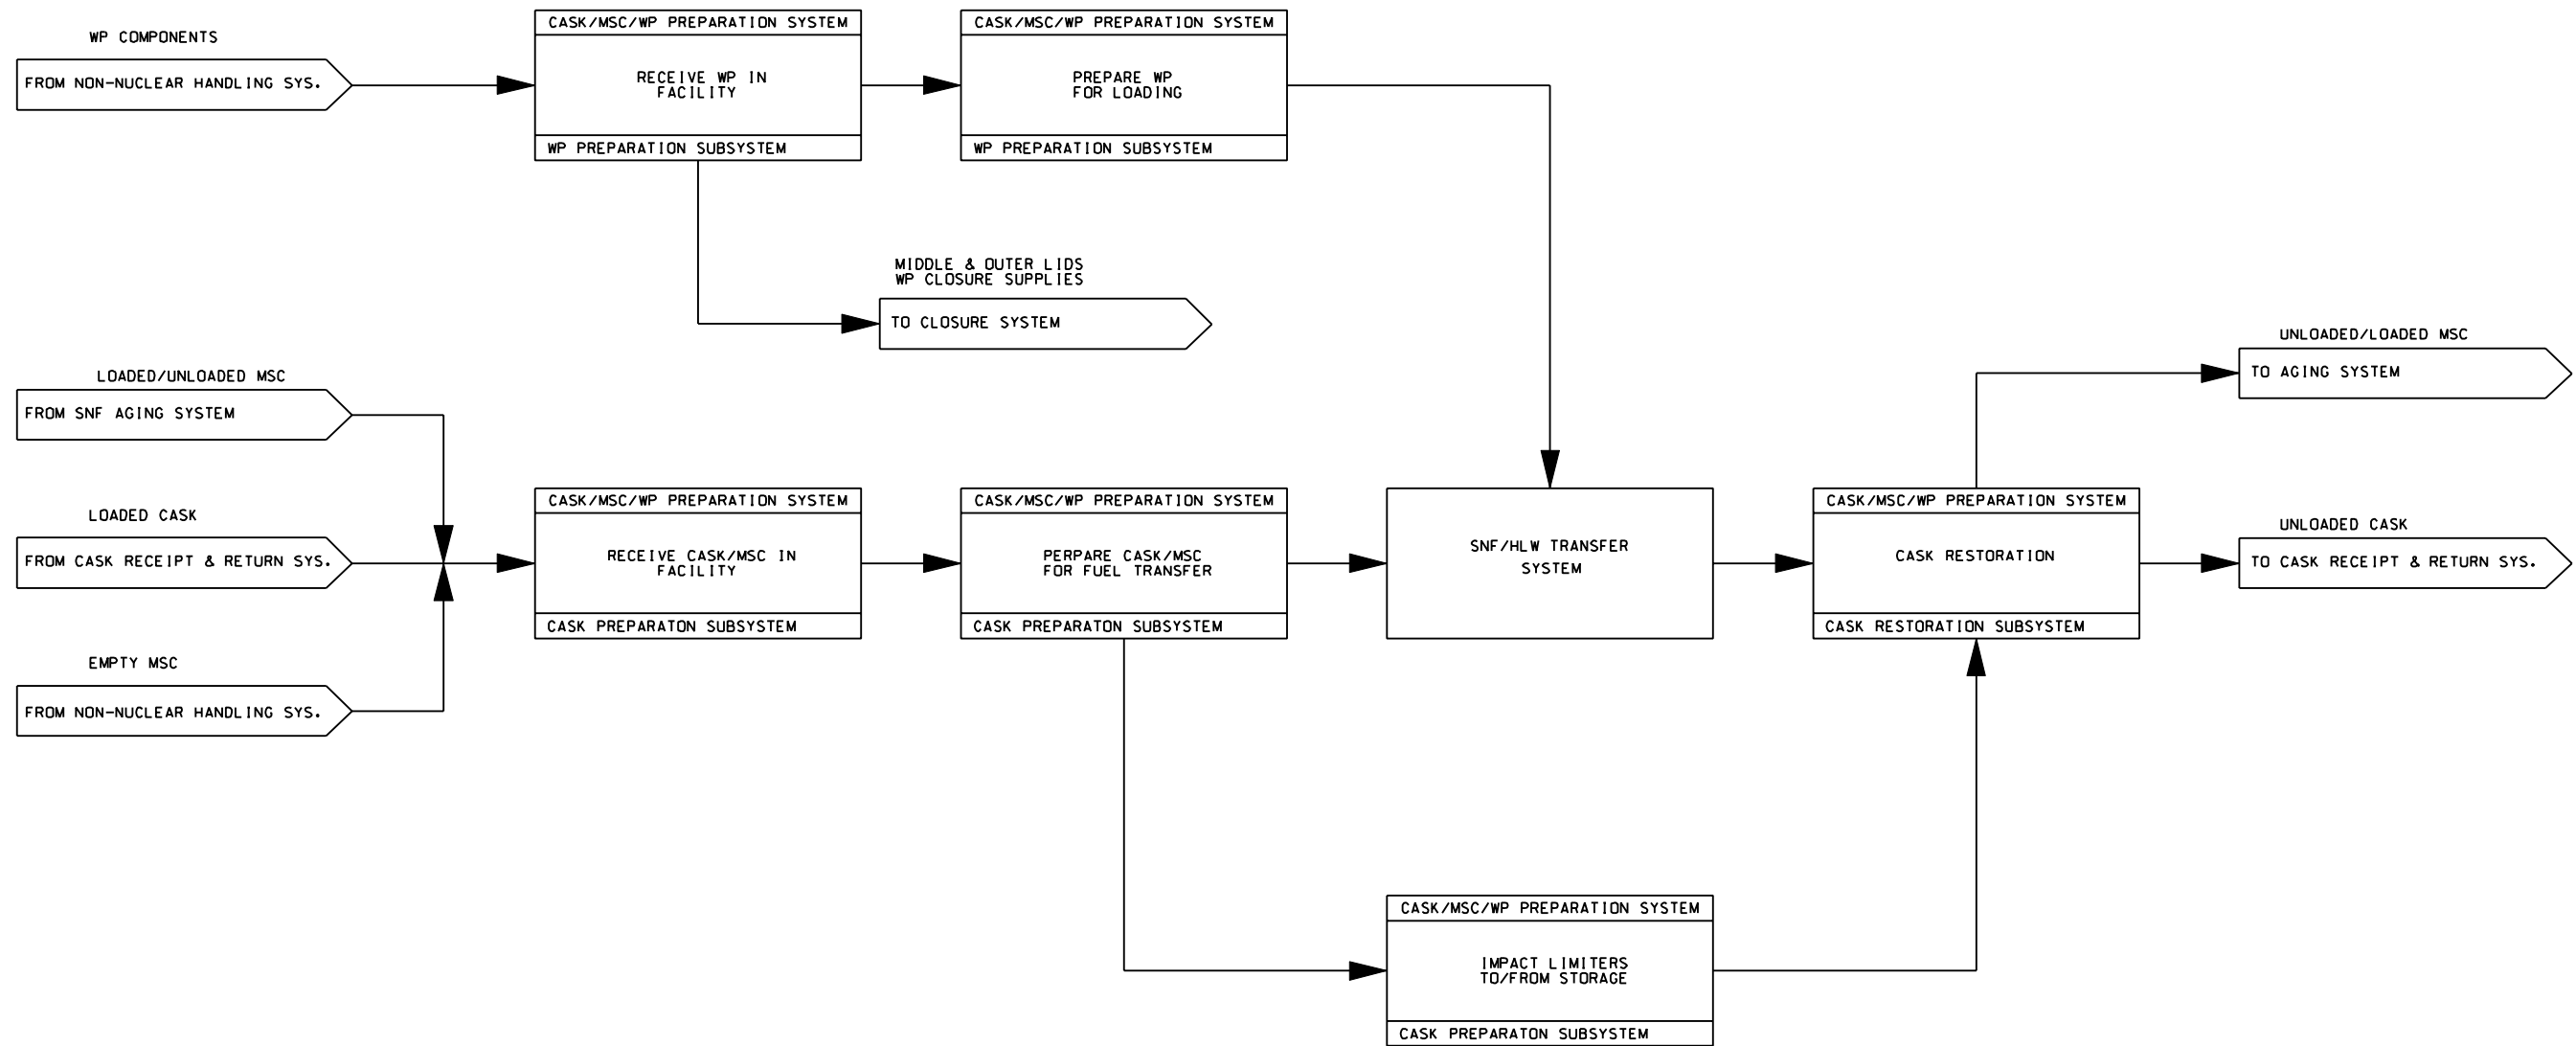 WP COMPONENTS
FROM NON-NUCLEAR HANDLING SYS.
CASK/MSC/WP PREPARATION SYSTEM
RECEIVE WP IN
FACILITY
WP PREPARATION SUBSYSTEM
CASK/MSC/WP PREPARATION SYSTEM
PREPARE WP
FOR LOADING
WP PREPARATION SUBSYSTEM
MIDDLE & OUTER LIDS
WP CLOSURE SUPPLIES
TO CLOSURE SYSTEM
LOADED/UNLOADED MSC
FROM SNF AGING SYSTEM
LOADED CASK
FROM CASK RECEIPT & RETURN SYS.
EMPTY MSC
FROM NON-NUCLEAR HANDLING SYS.
CASK/MSC/WP PREPARATION SYSTEM
RECEIVE CASK/MSC IN
FACILITY
CASK PREPARATON SUBSYSTEM
CASK/MSC/WP PREPARATION SYSTEM
PERPARE CASK/MSC
FOR FUEL TRANSFER
CASK PREPARATON SUBSYSTEM
SNF/HLW TRANSFER
SYSTEM
CASK/MSC/WP PREPARATION SYSTEM
CASK RESTORATION
CASK RESTORATION SUBSYSTEM
UNLOADED/LOADED MSC
TO AGING SYSTEM
UNLOADED CASK
TO CASK RECEIPT & RETURN SYS.
CASK/MSC/WP PREPARATION SYSTEM
IMPACT LIMITERS
TO/FROM STORAGE
CASK PREPARATON SUBSYSTEM